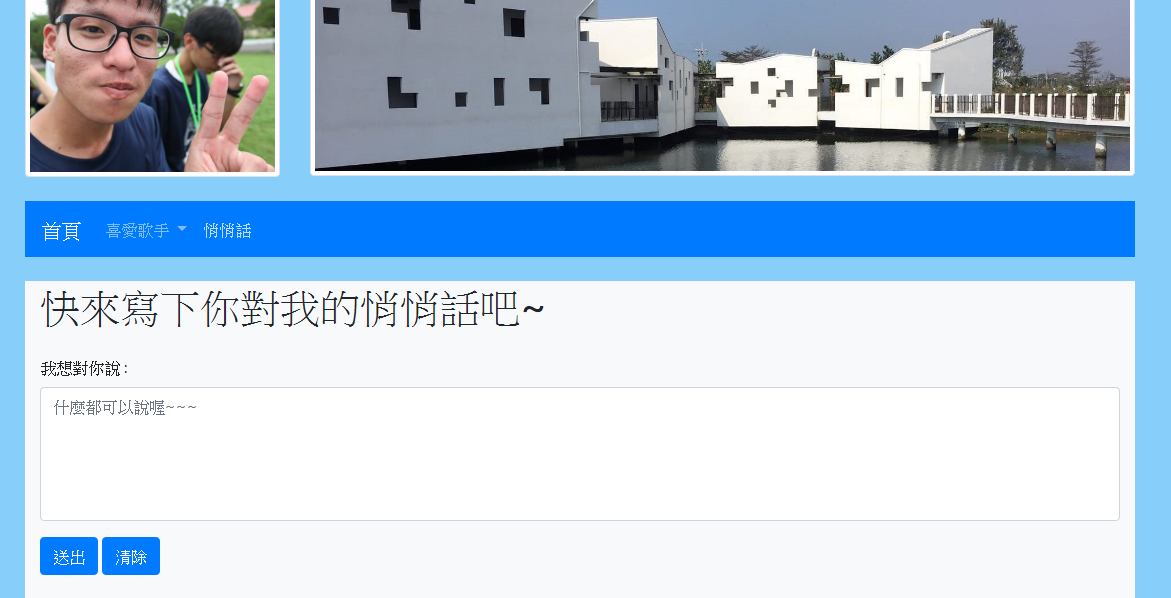 首頁 喜愛歌手 悄悄話
快來寫下你對我的悄悄話吧~
我想對你說:
什麼都可以說喔~~~
送出 清除